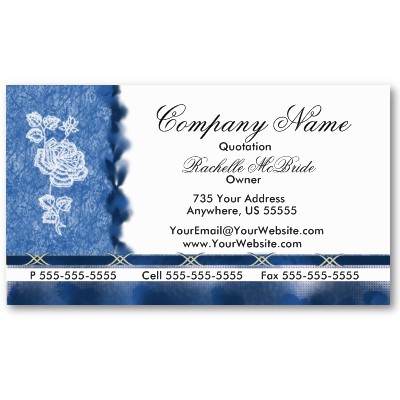 Company Name
Quotation
Rachelle McBride
Owner
735 Your Address
Anywhere, US 55555
YourEmail@YourWebsite.com
www.YourWebsite.com
P 555-555-5555 Cell 555-555-5555 Fax 555-555-5555